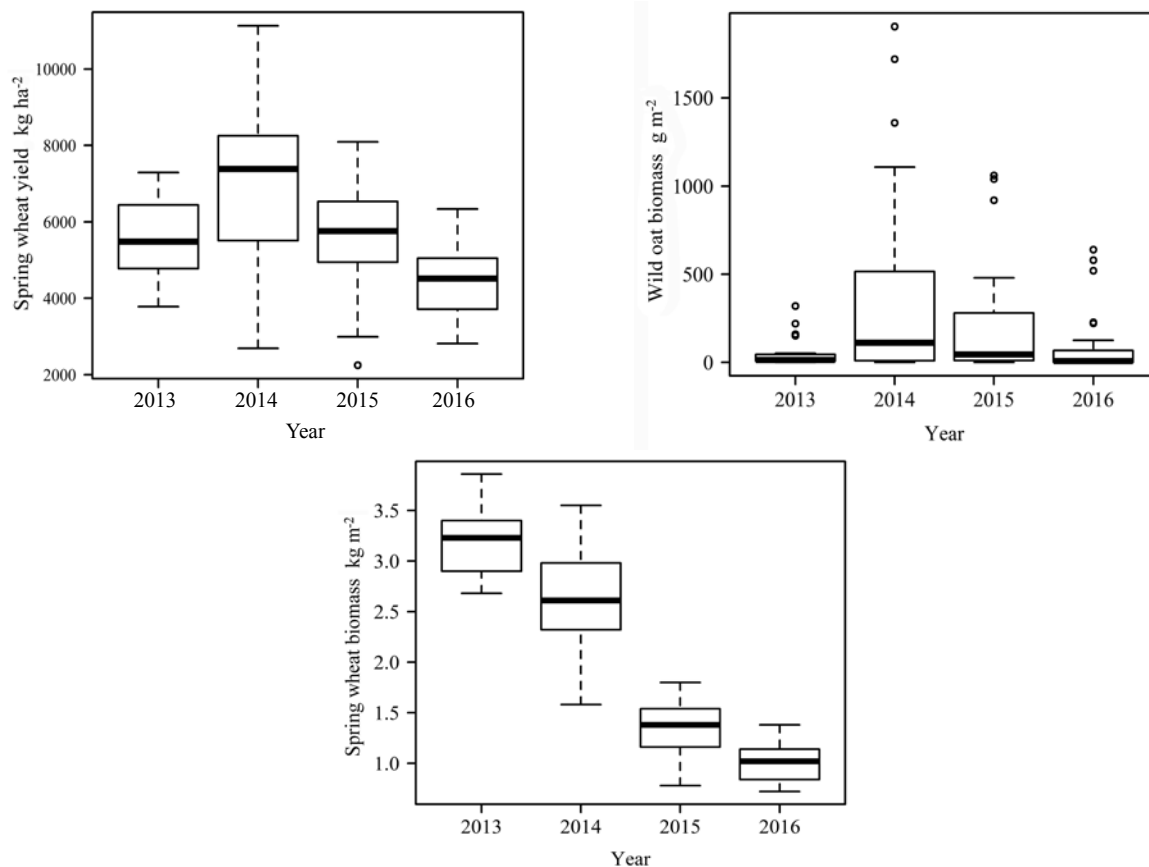 Spring wheat yield kg ha⁻²
10000
8000
6000
4000
2000
2013 2014 2015 2016
Year
Wild oat biomass g m⁻²
1500
1000
500
0
2013 2014 2015 2016
Year
Spring wheat biomass kg m⁻²
3.5
3.0
2.5
2.0
1.5
1.0
2013 2014 2015 2016
Year